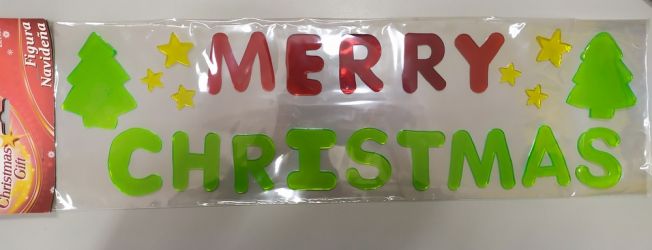 MERRY
CHRISTMAS
Figura
Navideña
Christmas
Gift